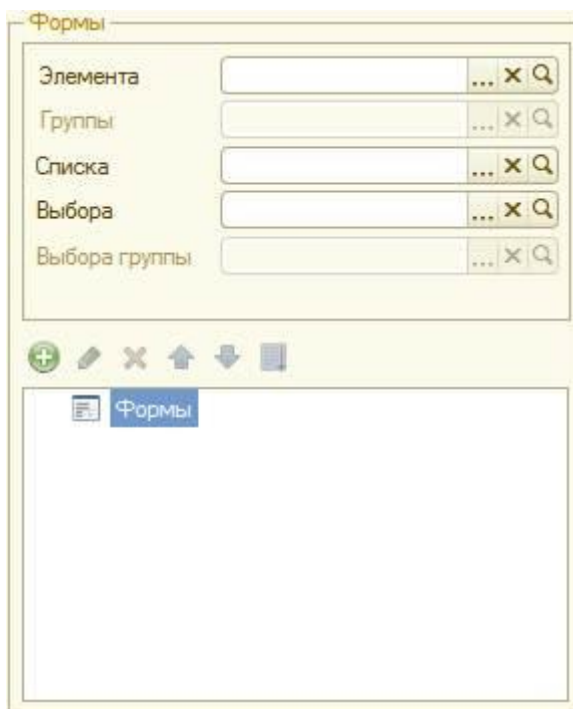 Формы
Элемента
Группы
Списка
Выбора
Выбора группы
Формы